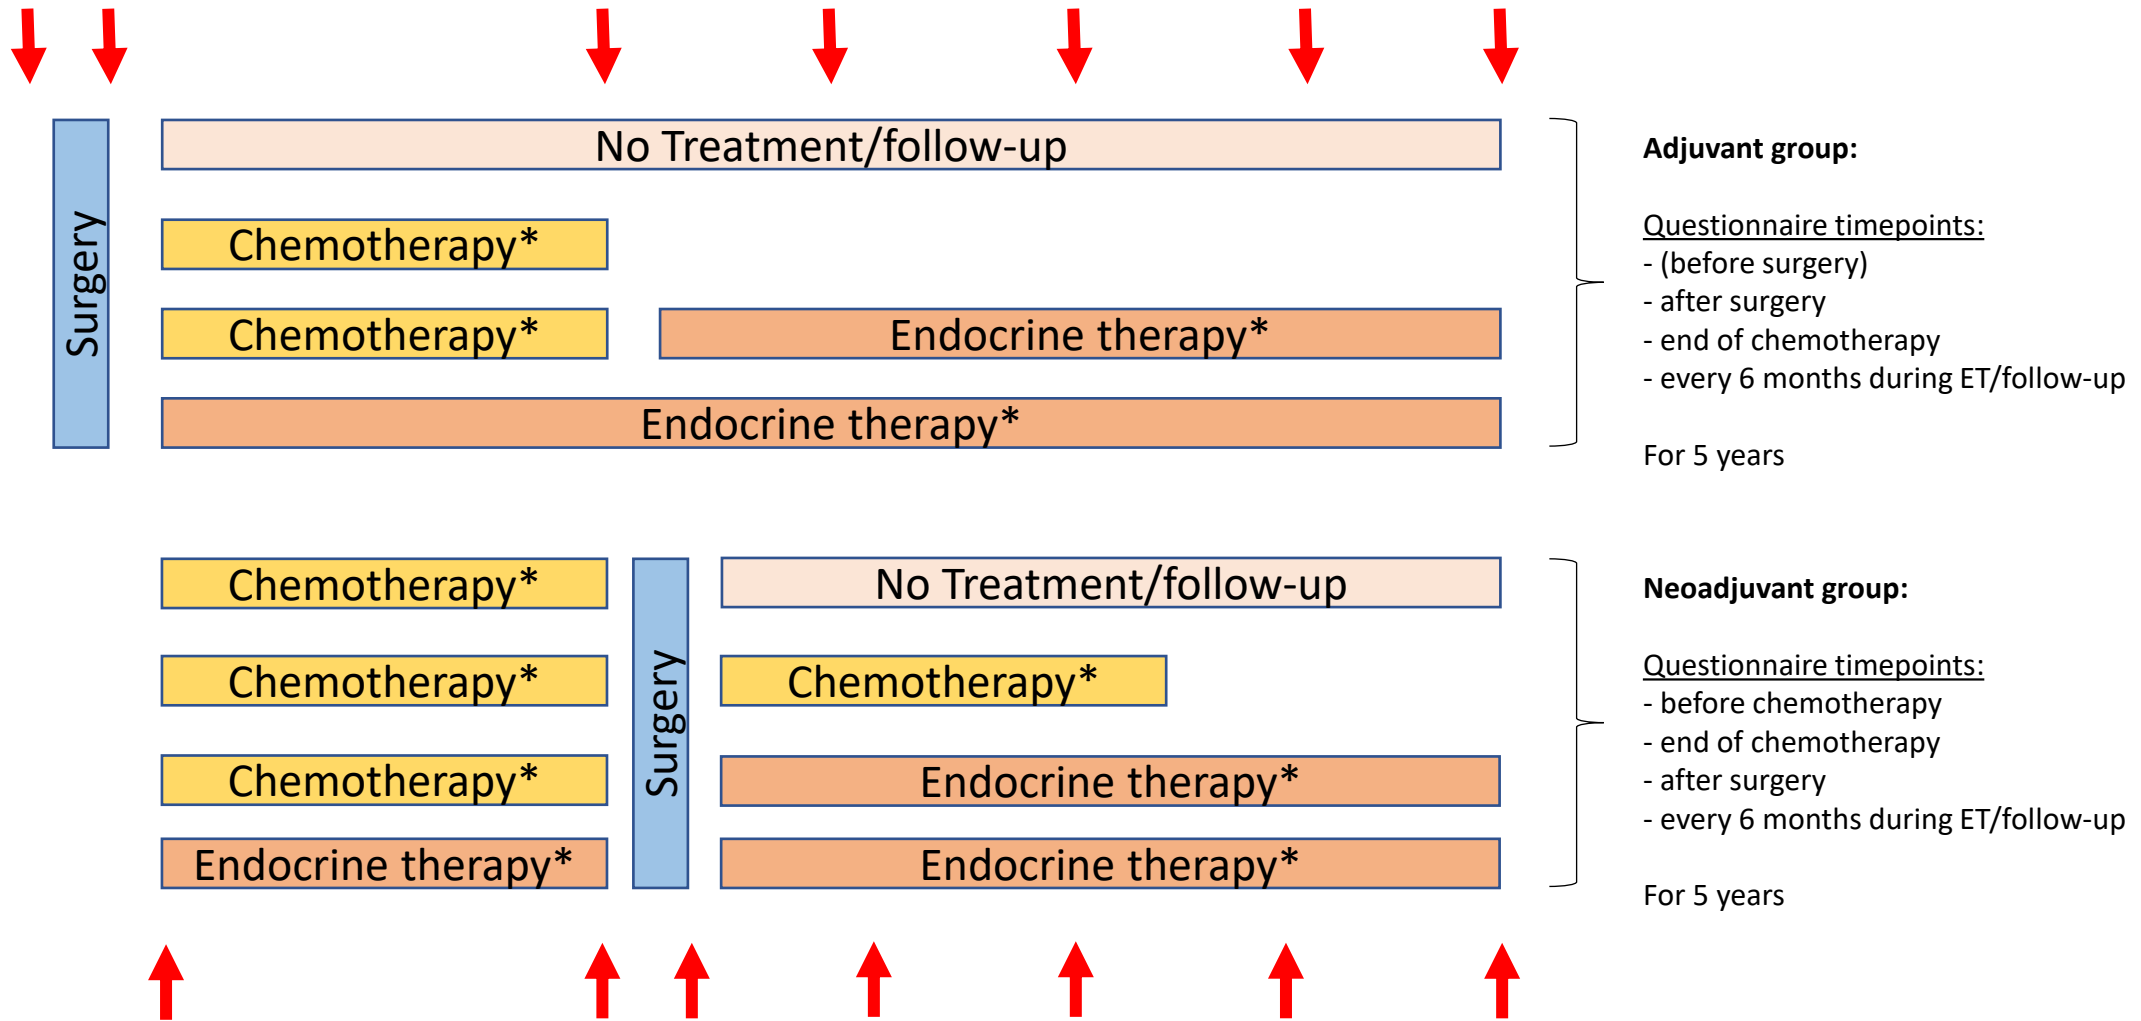 No Treatment/follow-up
Surgery
Chemotherapy*
Chemotherapy*
Endocrine therapy*
Endocrine therapy*
Adjuvant group:
Questionnaire timepoints:
- (before surgery)
- after surgery
- end of chemotherapy
- every 6 months during ET/follow-up
For 5 years
Chemotherapy*
Surgery
No Treatment/follow-up
Chemotherapy*
Chemotherapy*
Chemotherapy*
Endocrine therapy*
Endocrine therapy*
Endocrine therapy*
Neoadjuvant group:
Questionnaire timepoints:
- before chemotherapy
- end of chemotherapy
- after surgery
- every 6 months during ET/follow-up
For 5 years